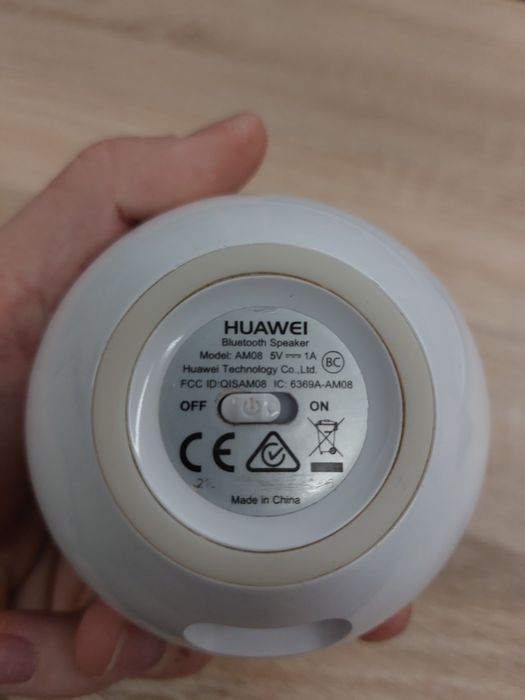 HUAWEI
Bluetooth Speaker
Model: AM08 5V⎓1A
BC
Huawei Technology Co.,Ltd.
FCC ID:QISAM08 IC: 6369A-AM08
OFF ON
CE
Made in China